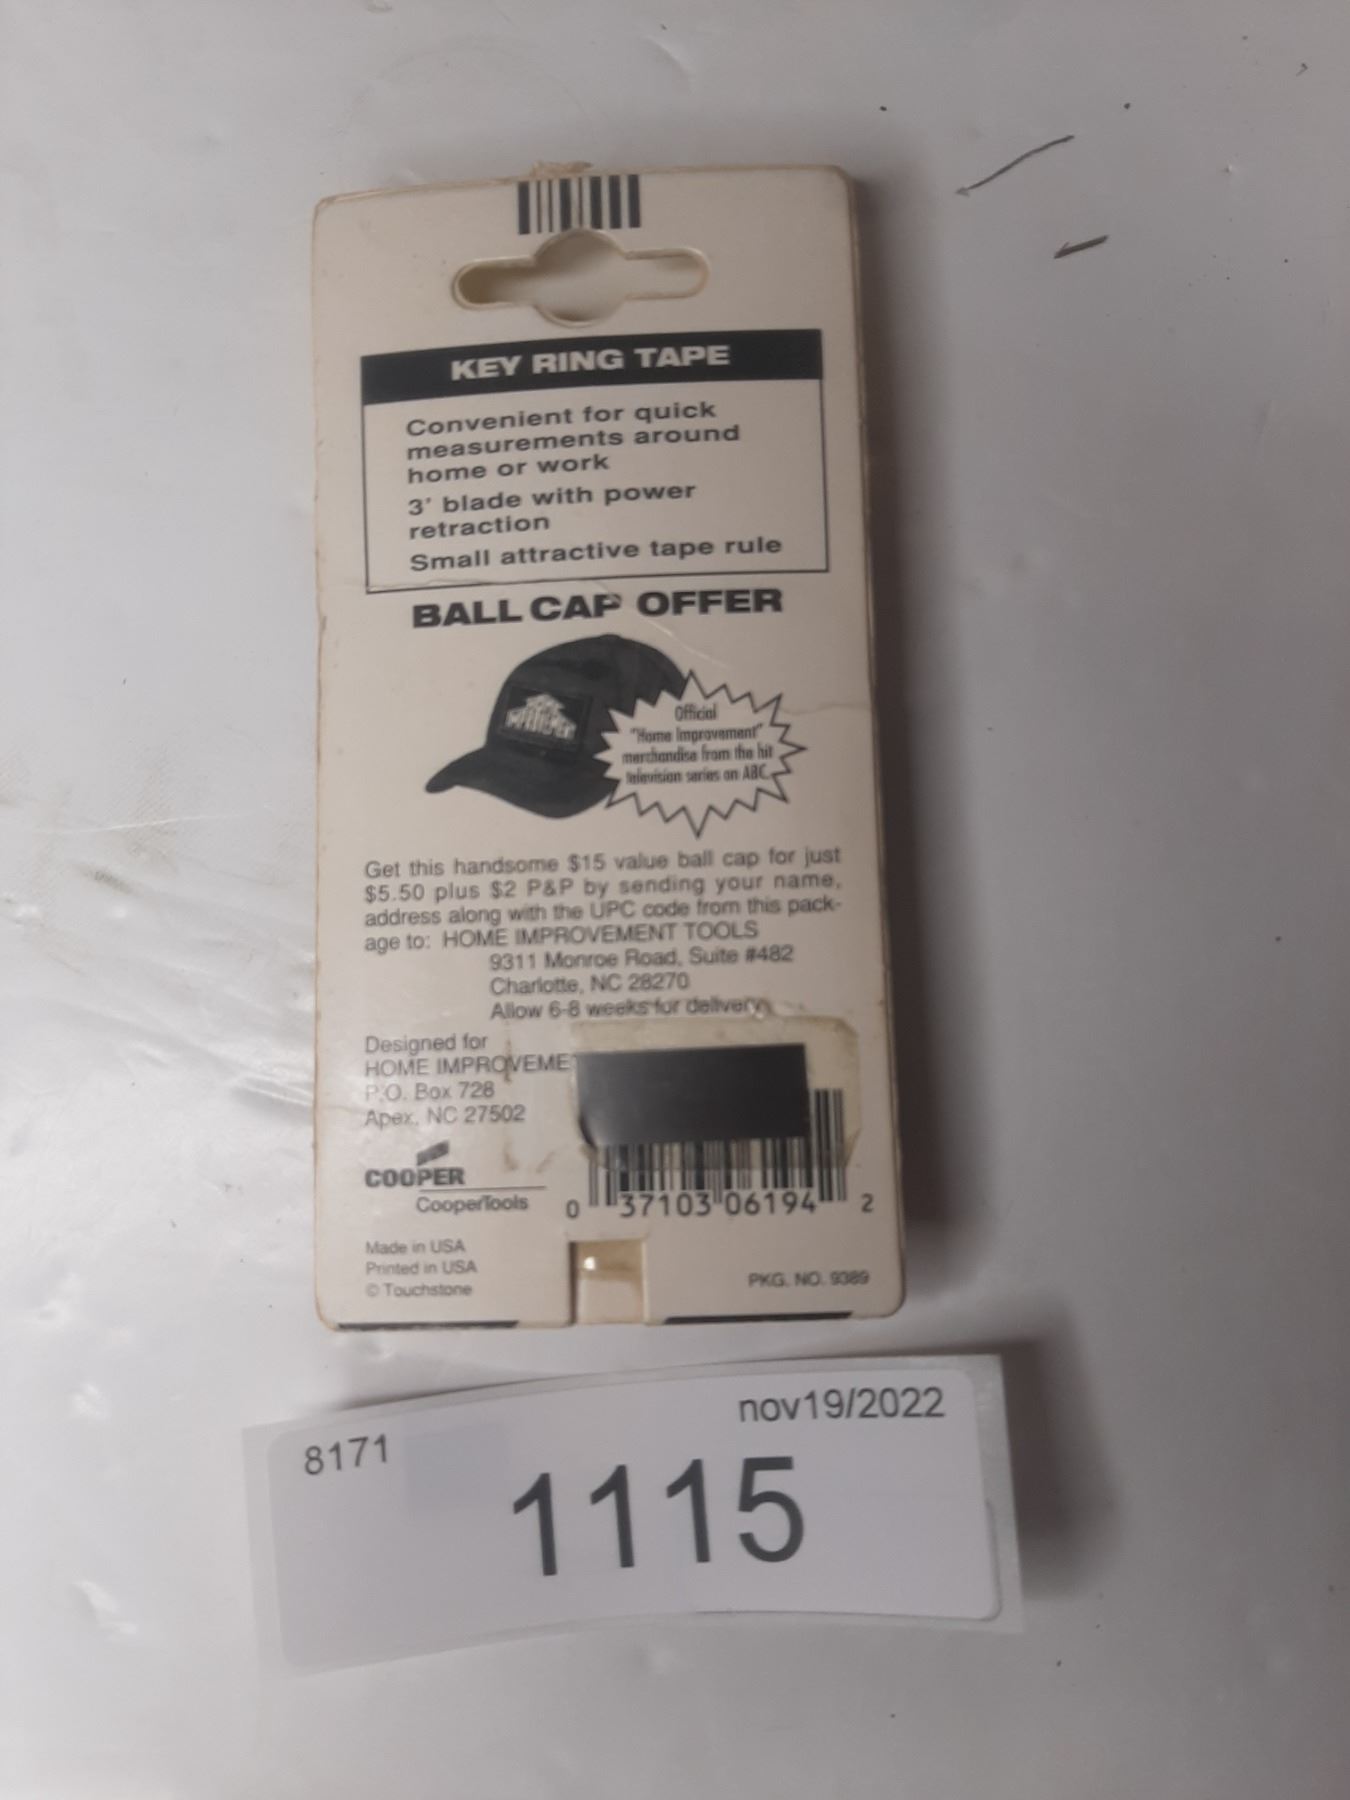 KEY RING TAPE
Convenient for quick
measurements around
home or work
3' blade with power
retraction
Small attractive tape rule
BALL CAP OFFER
Official
"Home Improvement"
merchandise from the hit
television series on ABC.
Get this handsome $15 value ball cap for just
$5.50 plus $2 P&P by sending your name,
address along with the UPC code from this pack-
age to: HOME IMPROVEMENT TOOLS
9311 Monroe Road, Suite #482
Charlotte, NC 28270
Allow 6-8 weeks for delivery
Designed for
HOME IMPROVEME
P.O. Box 728
Apex, NC 27502
COOPER
CooperTools
0 37103 06194 2
Made in USA
Printed in USA
© Touchstone
PKG. NO. 9389
nov19/2022
8171
1115